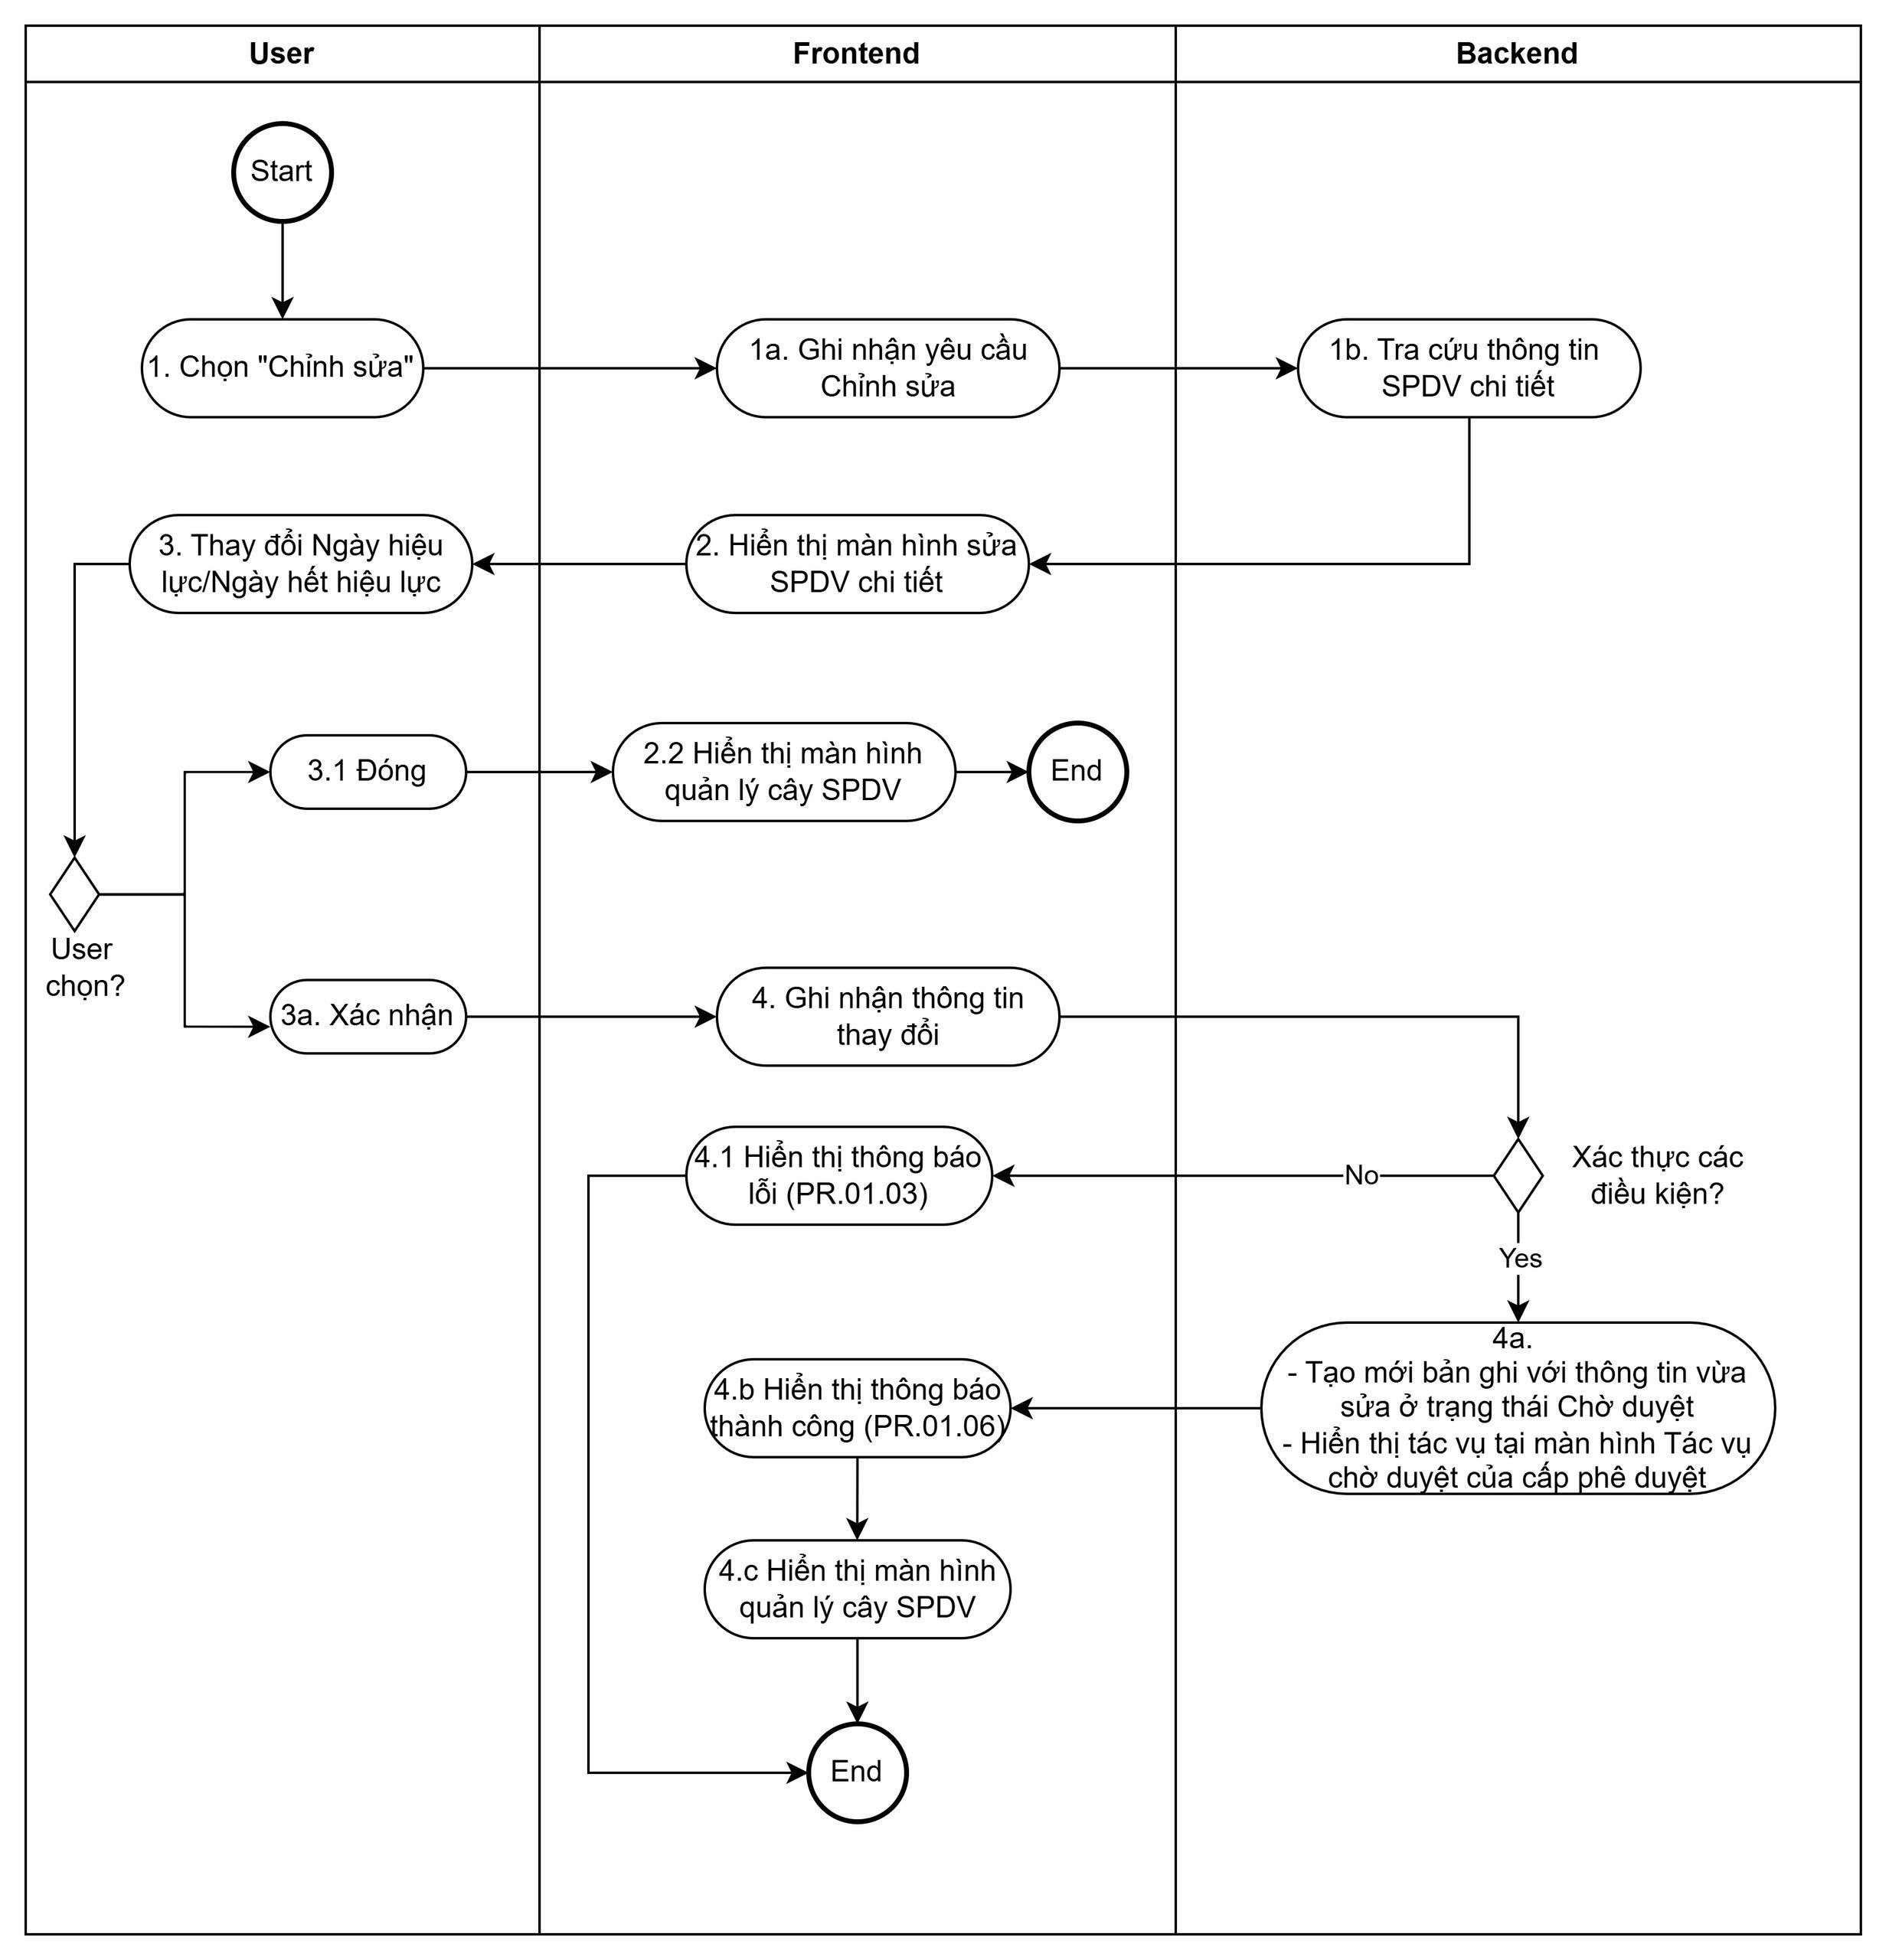 User
Frontend
Backend
Start
1. Chọn "Chỉnh sửa"
1a. Ghi nhận yêu cầu
Chỉnh sửa
1b. Tra cứu thông tin
SPDV chi tiết
3. Thay đổi Ngày hiệu
lực/Ngày hết hiệu lực
2. Hiển thị màn hình sửa
SPDV chi tiết
3.1 Đóng
2.2 Hiển thị màn hình
quản lý cây SPDV
End
User
chọn?
3a. Xác nhận
4. Ghi nhận thông tin
thay đổi
4.1 Hiển thị thông báo
lỗi (PR.01.03)
No
Xác thực các
điều kiện?
Yes
4a.
- Tạo mới bản ghi với thông tin vừa
sửa ở trạng thái Chờ duyệt
- Hiển thị tác vụ tại màn hình Tác vụ
chờ duyệt của cấp phê duyệt
4.b Hiển thị thông báo
thành công (PR.01.06)
4.c Hiển thị màn hình
quản lý cây SPDV
End